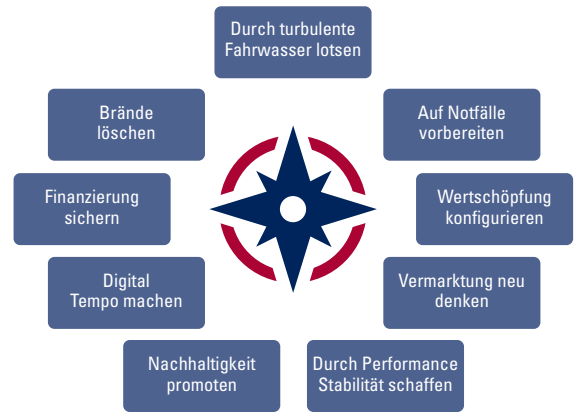 Durch turbulente
Fahrwasser lotsen
Brände
löschen
Auf Notfälle
vorbereiten
Finanzierung
sichern
Wertschöpfung
konfigurieren
Digital
Tempo machen
Vermarktung neu
denken
Nachhaltigkeit
promoten
Durch Performance
Stabilität schaffen